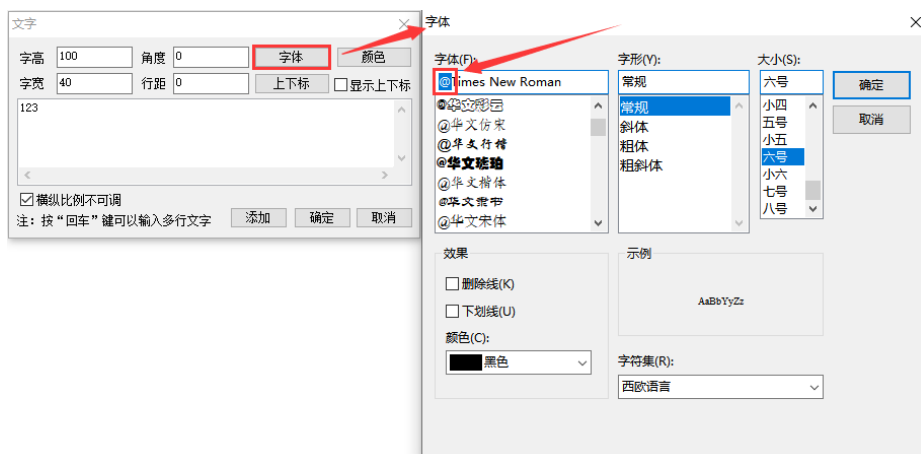 文字
字高 100 角度 0 字体 颜色
字宽 40 行距 0 上下标 显示上下标
123
横纵比例不可调
注：按“回车”键可以输入多行文字 添加 确定 取消
字体
字体(F):
@Times New Roman
@华文彩云
@华文仿宋
@华文行楷
@华文琥珀
@华文楷体
@华文隶书
@华文宋体
字形(Y):
常规
常规
斜体
粗体
粗斜体
大小(S):
六号
小四
五号
小五
六号
小六
七号
八号
确定
取消
效果
删除线(K)
下划线(U)
颜色(C):
黑色
示例
AaBbYyZz
字符集(R):
西欧语言